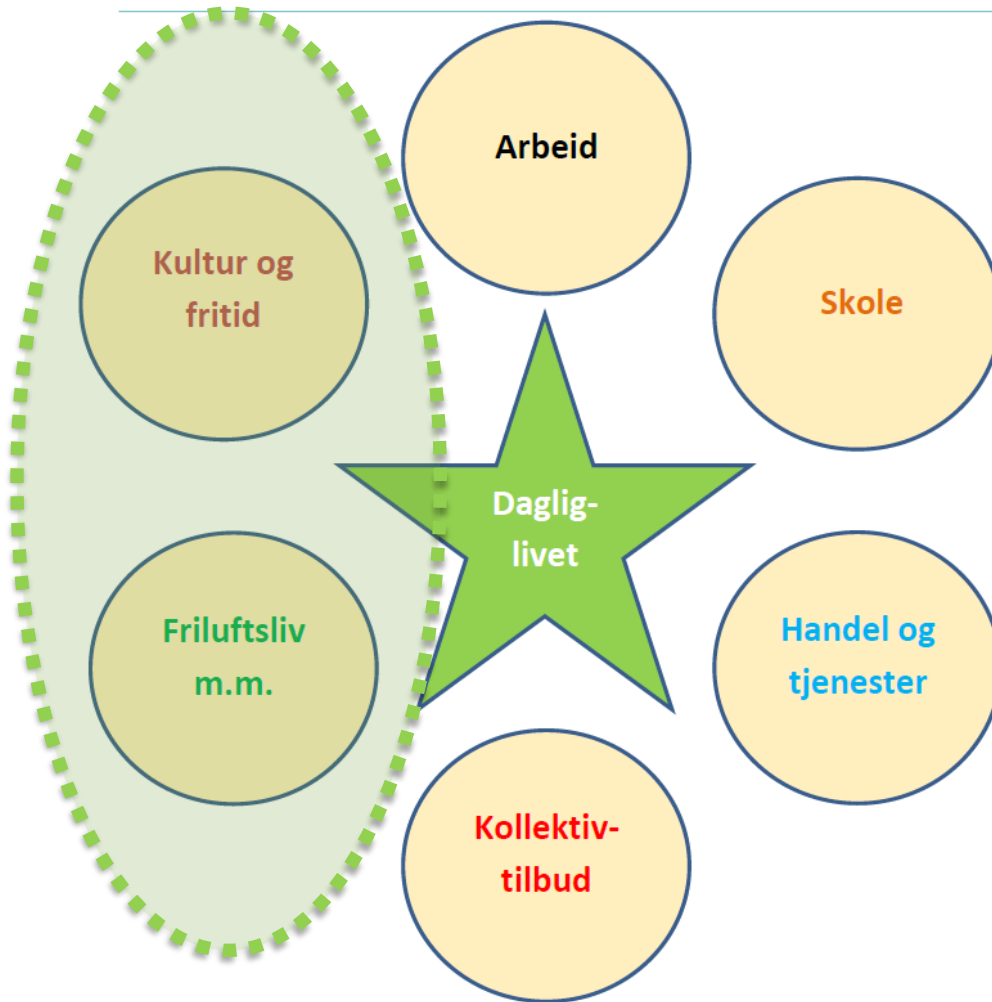 Arbeid
Kultur og
fritid
Skole
Daglig-
livet
Friluftsliv
m.m.
Handel og
tjenester
Kollektiv-
tilbud